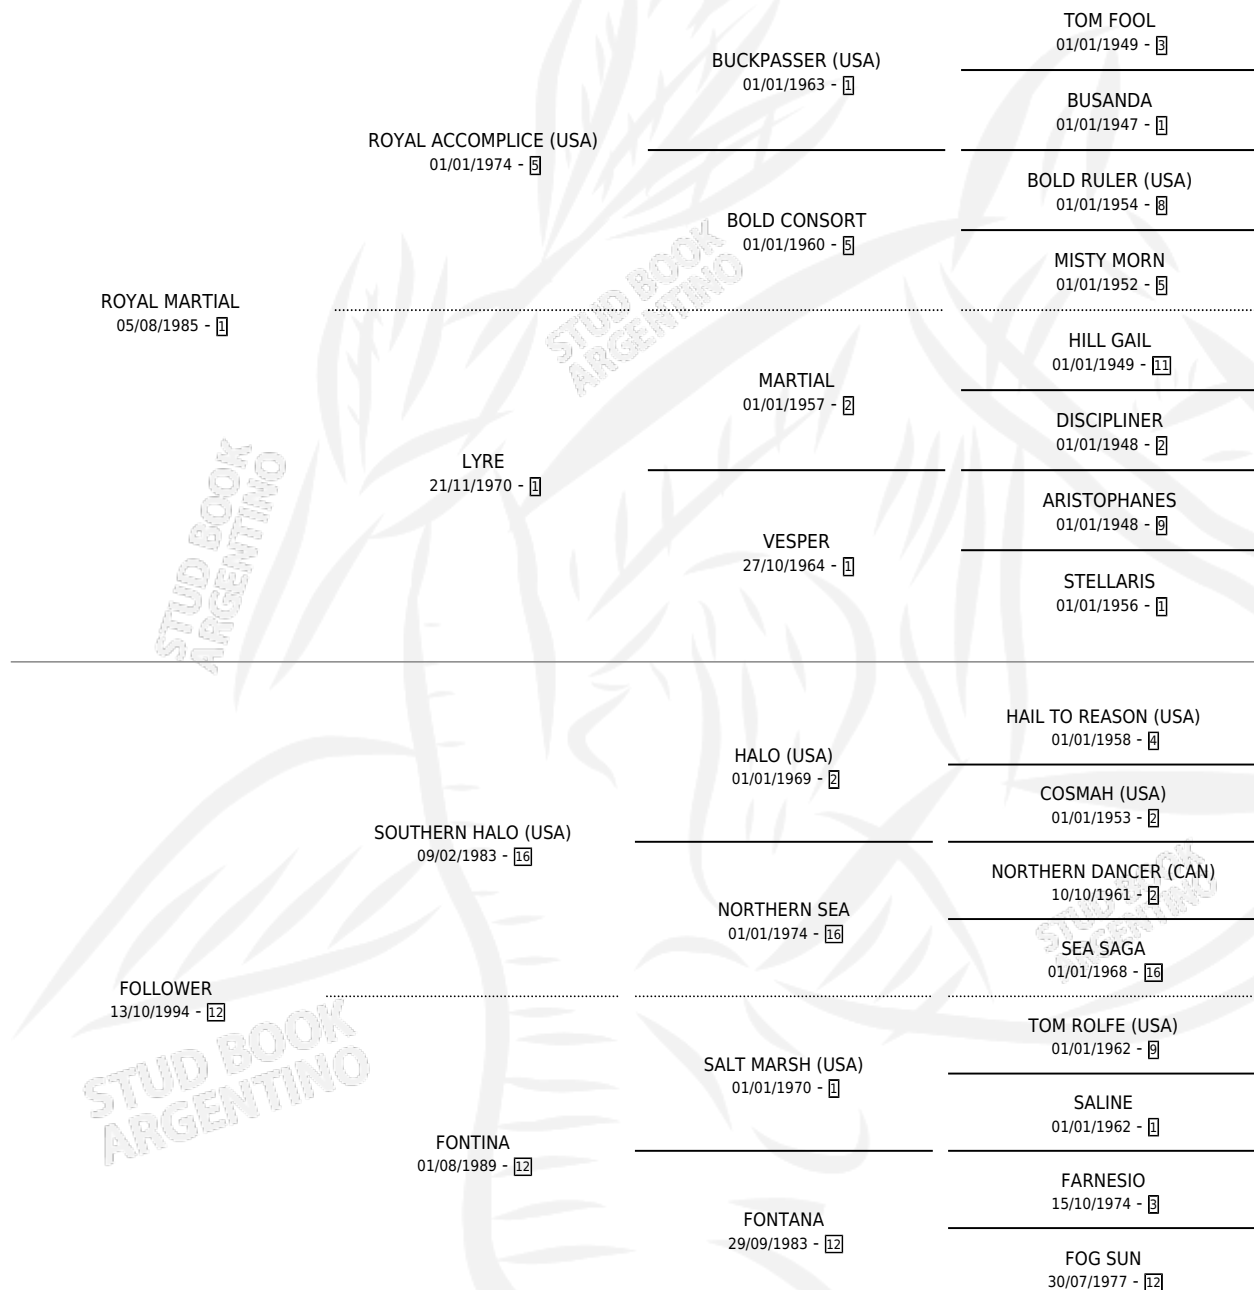 TOM FOOL
01/01/1949 - 3
BUCKPASSER (USA)
01/01/1963 - 1
BUSANDA
01/01/1947 - 1
ROYAL ACCOMPLICE (USA)
01/01/1974 - 5
BOLD RULER (USA)
01/01/1954 - 8
BOLD CONSORT
01/01/1960 - 5
MISTY MORN
01/01/1952 - 5
ROYAL MARTIAL
05/08/1985 - 1
HILL GAIL
01/01/1949 - 11
MARTIAL
01/01/1957 - 2
DISCIPLINER
01/01/1948 - 2
LYRE
21/11/1970 - 1
ARISTOPHANES
01/01/1948 - 9
VESPER
27/10/1964 - 1
STELLARIS
01/01/1956 - 1
HAIL TO REASON (USA)
01/01/1958 - 4
HALO (USA)
01/01/1969 - 2
COSMAH (USA)
01/01/1953 - 2
SOUTHERN HALO (USA)
09/02/1983 - 16
NORTHERN DANCER (CAN)
10/10/1961 - 2
NORTHERN SEA
01/01/1974 - 16
SEA SAGA
01/01/1968 - 16
FOLLOWER
13/10/1994 - 12
TOM ROLFE (USA)
01/01/1962 - 9
SALT MARSH (USA)
01/01/1970 - 1
SALINE
01/01/1962 - 1
FONTINA
01/08/1989 - 12
FARNESIO
15/10/1974 - 3
FONTANA
29/09/1983 - 12
FOG SUN
30/07/1977 - 12
STUD BOOK
ARGENTINO
STUD BOOK
ARGENTINO
STUD BOOK
ARGENTINO
STUD BOOK
ARGENTINO